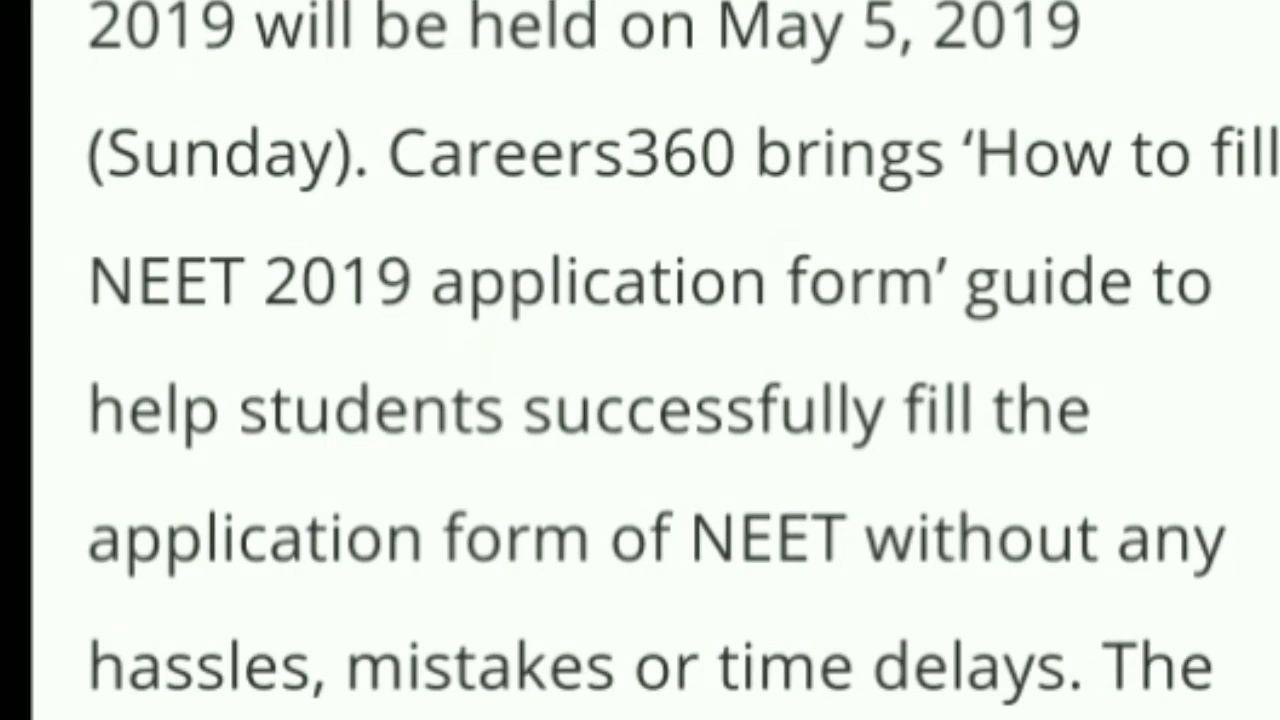 2019 will be held on May 5, 2019
(Sunday). Careers360 brings ‘How to fill
NEET 2019 application form’ guide to
help students successfully fill the
application form of NEET without any
hassles, mistakes or time delays. The